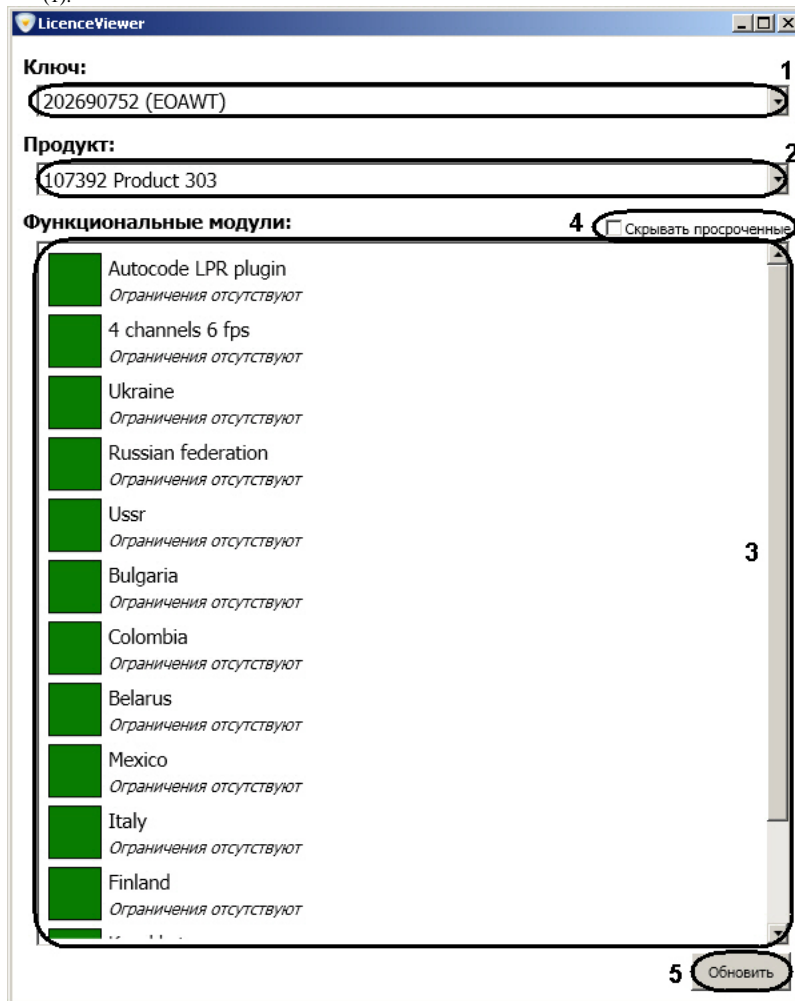 (1).
LicenceViewer
Ключ:
1
202690752 (EOAWT)
Продукт:
2
107392 Product 303
Функциональные модули:
4
Скрывать просроченные
Autocode LPR plugin
Ограничения отсутствуют
4 channels 6 fps
Ограничения отсутствуют
Ukraine
Ограничения отсутствуют
Russian federation
Ограничения отсутствуют
Ussr
Ограничения отсутствуют
3
Bulgaria
Ограничения отсутствуют
Colombia
Ограничения отсутствуют
Belarus
Ограничения отсутствуют
Mexico
Ограничения отсутствуют
Italy
Ограничения отсутствуют
Finland
Ограничения отсутствуют
5
Обновить